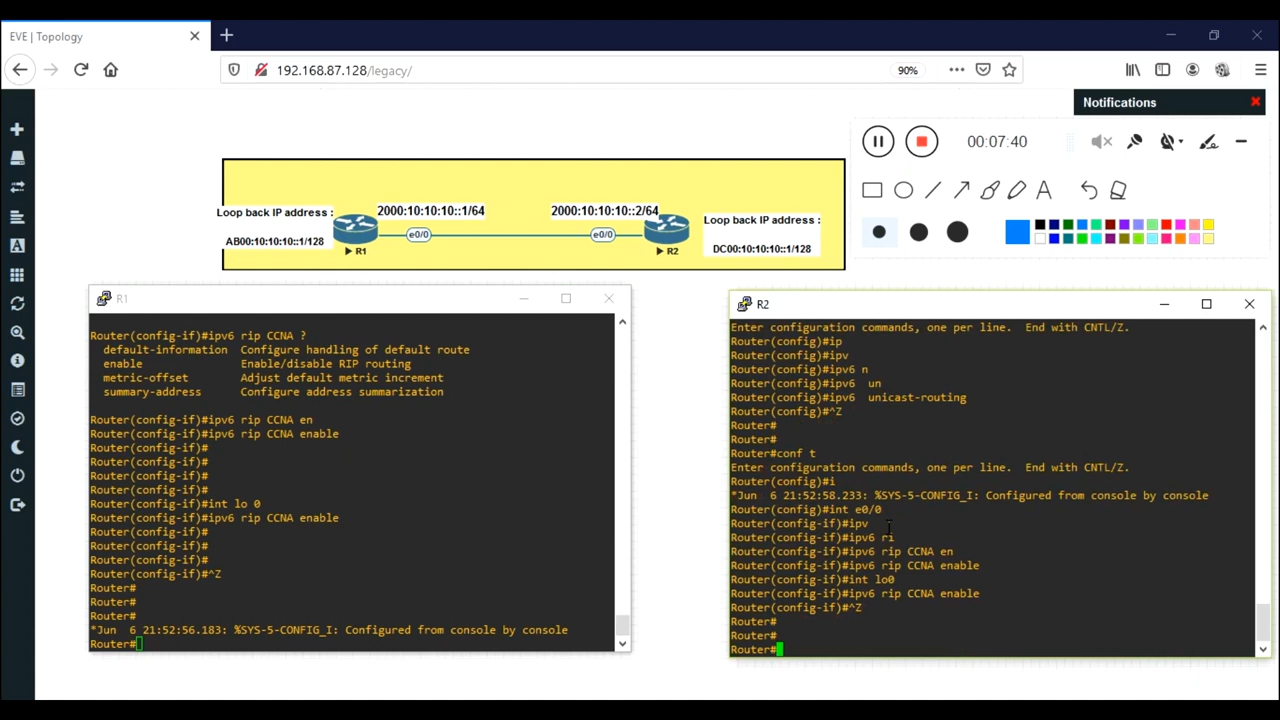 EVE | Topology
192.168.87.128/legacy/
90%
Notifications
00:07:40
Loop back IP address :
AB00:10:10:10::1/128
2000:10:10:10::1/64
2000:10:10:10::2/64
e0/0
e0/0
R1
R2
Loop back IP address :
DC00:10:10:10::1/128
R1
Router(config-if)#ipv6 rip CCNA ?
default-information Configure handling of default route
enable Enable/disable RIP routing
metric-offset Adjust default metric increment
summary-address Configure address summarization
Router(config-if)#ipv6 rip CCNA en
Router(config-if)#ipv6 rip CCNA enable
Router(config-if)#
Router(config-if)#
Router(config-if)#
Router(config-if)#
Router(config-if)#int lo 0
Router(config-if)#ipv6 rip CCNA enable
Router(config-if)#
Router(config-if)#
Router(config-if)#
Router(config-if)#^Z
Router#
Router#
Router#
*Jun 6 21:52:56.183: %SYS-5-CONFIG_I: Configured from console by console
Router#
R2
Enter configuration commands, one per line. End with CNTL/Z.
Router(config)#ip
Router(config)#ipv
Router(config)#ipv6 n
Router(config)#ipv6 un
Router(config)#ipv6 unicast-routing
Router(config)#^Z
Router#
Router#
Router#conf t
Enter configuration commands, one per line. End with CNTL/Z.
Router(config)#i
*Jun 6 21:52:58.233: %SYS-5-CONFIG_I: Configured from console by console
Router(config)#int e0/0
Router(config-if)#ipv
Router(config-if)#ipv6 ri
Router(config-if)#ipv6 rip CCNA en
Router(config-if)#ipv6 rip CCNA enable
Router(config-if)#int lo0
Router(config-if)#ipv6 rip CCNA enable
Router(config-if)#^Z
Router#
Router#
Router#